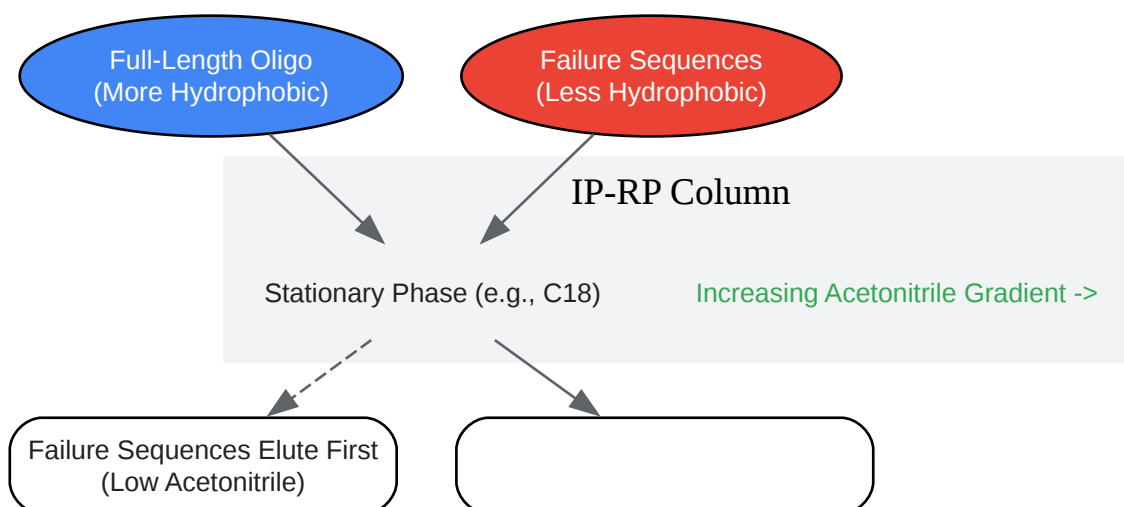 Full-Length Oligo
(More Hydrophobic)
Failure Sequences
(Less Hydrophobic)
IP-RP Column
Stationary Phase (e.g., C18)
Increasing Acetonitrile Gradient ->
Failure Sequences Elute First
(Low Acetonitrile)